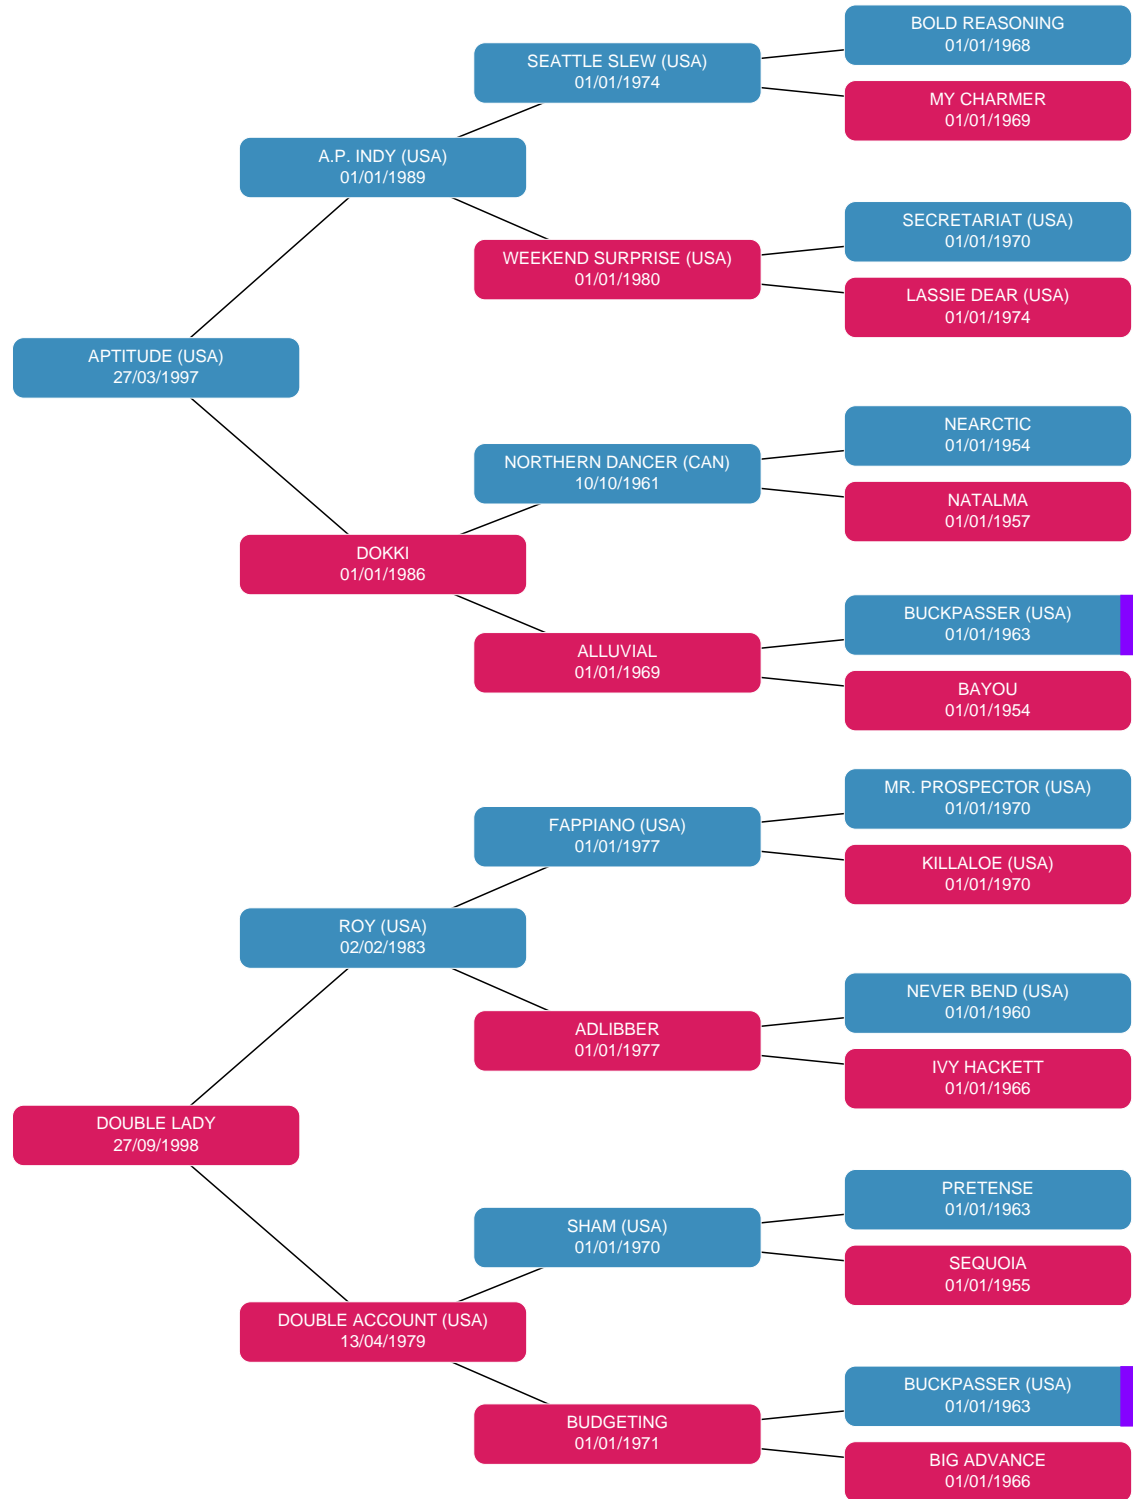 BOLD REASONING
01/01/1968
SEATTLE SLEW (USA)
01/01/1974
MY CHARMER
01/01/1969
A.P. INDY (USA)
01/01/1989
SECRETARIAT (USA)
01/01/1970
WEEKEND SURPRISE (USA)
01/01/1980
LASSIE DEAR (USA)
01/01/1974
APTITUDE (USA)
27/03/1997
NEARCTIC
01/01/1954
NORTHERN DANCER (CAN)
10/10/1961
NATALMA
01/01/1957
DOKKI
01/01/1986
BUCKPASSER (USA)
01/01/1963
ALLUVIAL
01/01/1969
BAYOU
01/01/1954
MR. PROSPECTOR (USA)
01/01/1970
FAPPIANO (USA)
01/01/1977
KILLALOE (USA)
01/01/1970
ROY (USA)
02/02/1983
NEVER BEND (USA)
01/01/1960
ADLIBBER
01/01/1977
IVY HACKETT
01/01/1966
DOUBLE LADY
27/09/1998
PRETENSE
01/01/1963
SHAM (USA)
01/01/1970
SEQUOIA
01/01/1955
DOUBLE ACCOUNT (USA)
13/04/1979
BUCKPASSER (USA)
01/01/1963
BUDGETING
01/01/1971
BIG ADVANCE
01/01/1966